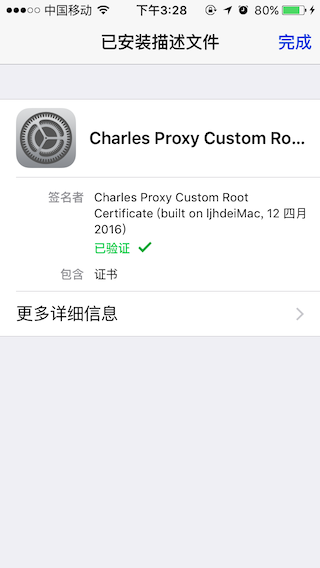 中国移动 下午3:28 80%
已安装描述文件 完成
Charles Proxy Custom Ro...
签名者 Charles Proxy Custom Root
Certificate (built on ljhdeiMac, 12 四月
2016)
已验证
包含 证书
更多详细信息